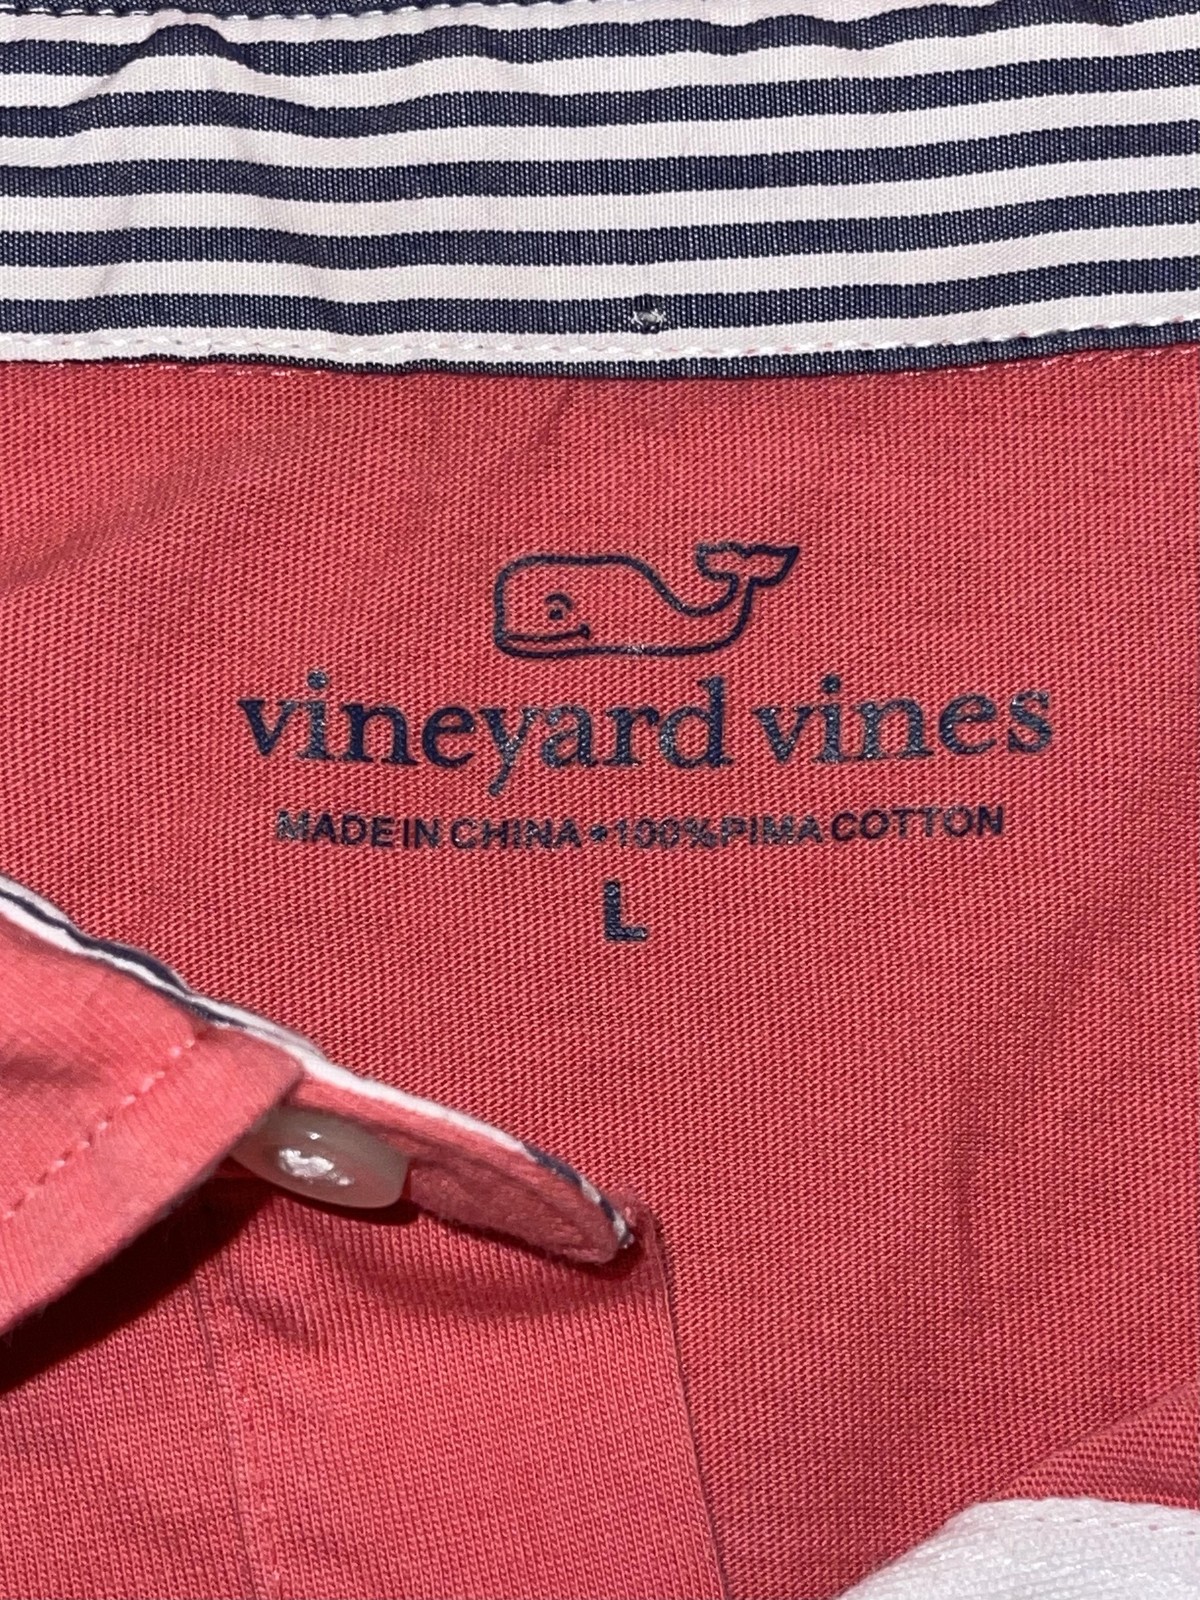 vineyard vines
MADE IN CHINA • 100% PIMA COTTON
L